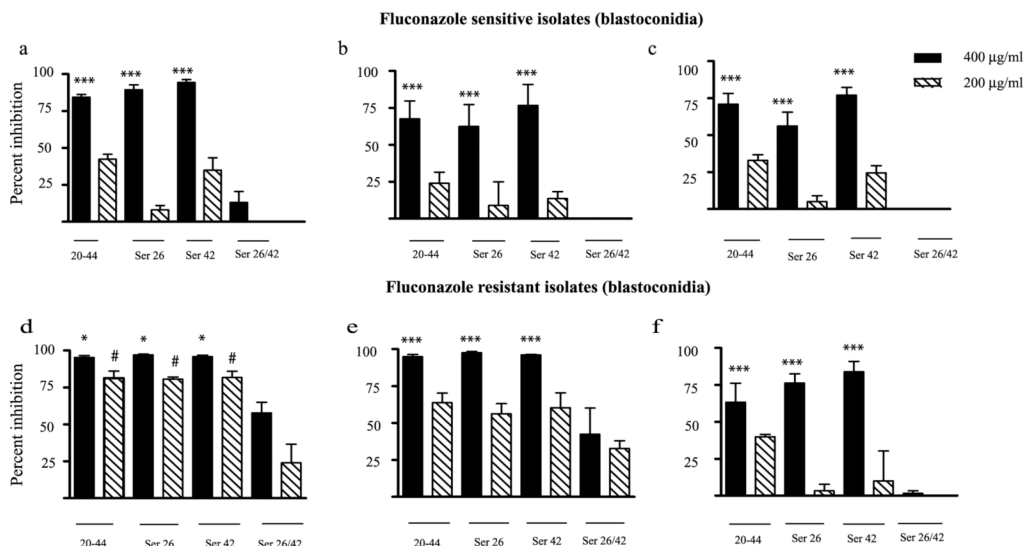 Fluconazole sensitive isolates (blastoconidia)
a
b
c
400 µg/ml
200 µg/ml
Percent inhibition
100
75
50
25
***
***
***
20-44
Ser 26
Ser 42
Ser 26/42
100
75
50
25
***
***
***
20-44
Ser 26
Ser 42
Ser 26/42
100
75
50
25
***
***
***
20-44
Ser 26
Ser 42
Ser 26/42
Fluconazole resistant isolates (blastoconidia)
d
e
f
Percent inhibition
100
75
50
25
*
#
*
#
*
#
20-44
Ser 26
Ser 42
Ser 26/42
100
75
50
25
***
***
***
20-44
Ser 26
Ser 42
Ser 26/42
100
75
50
25
***
***
***
20-44
Ser 26
Ser 42
Ser 26/42